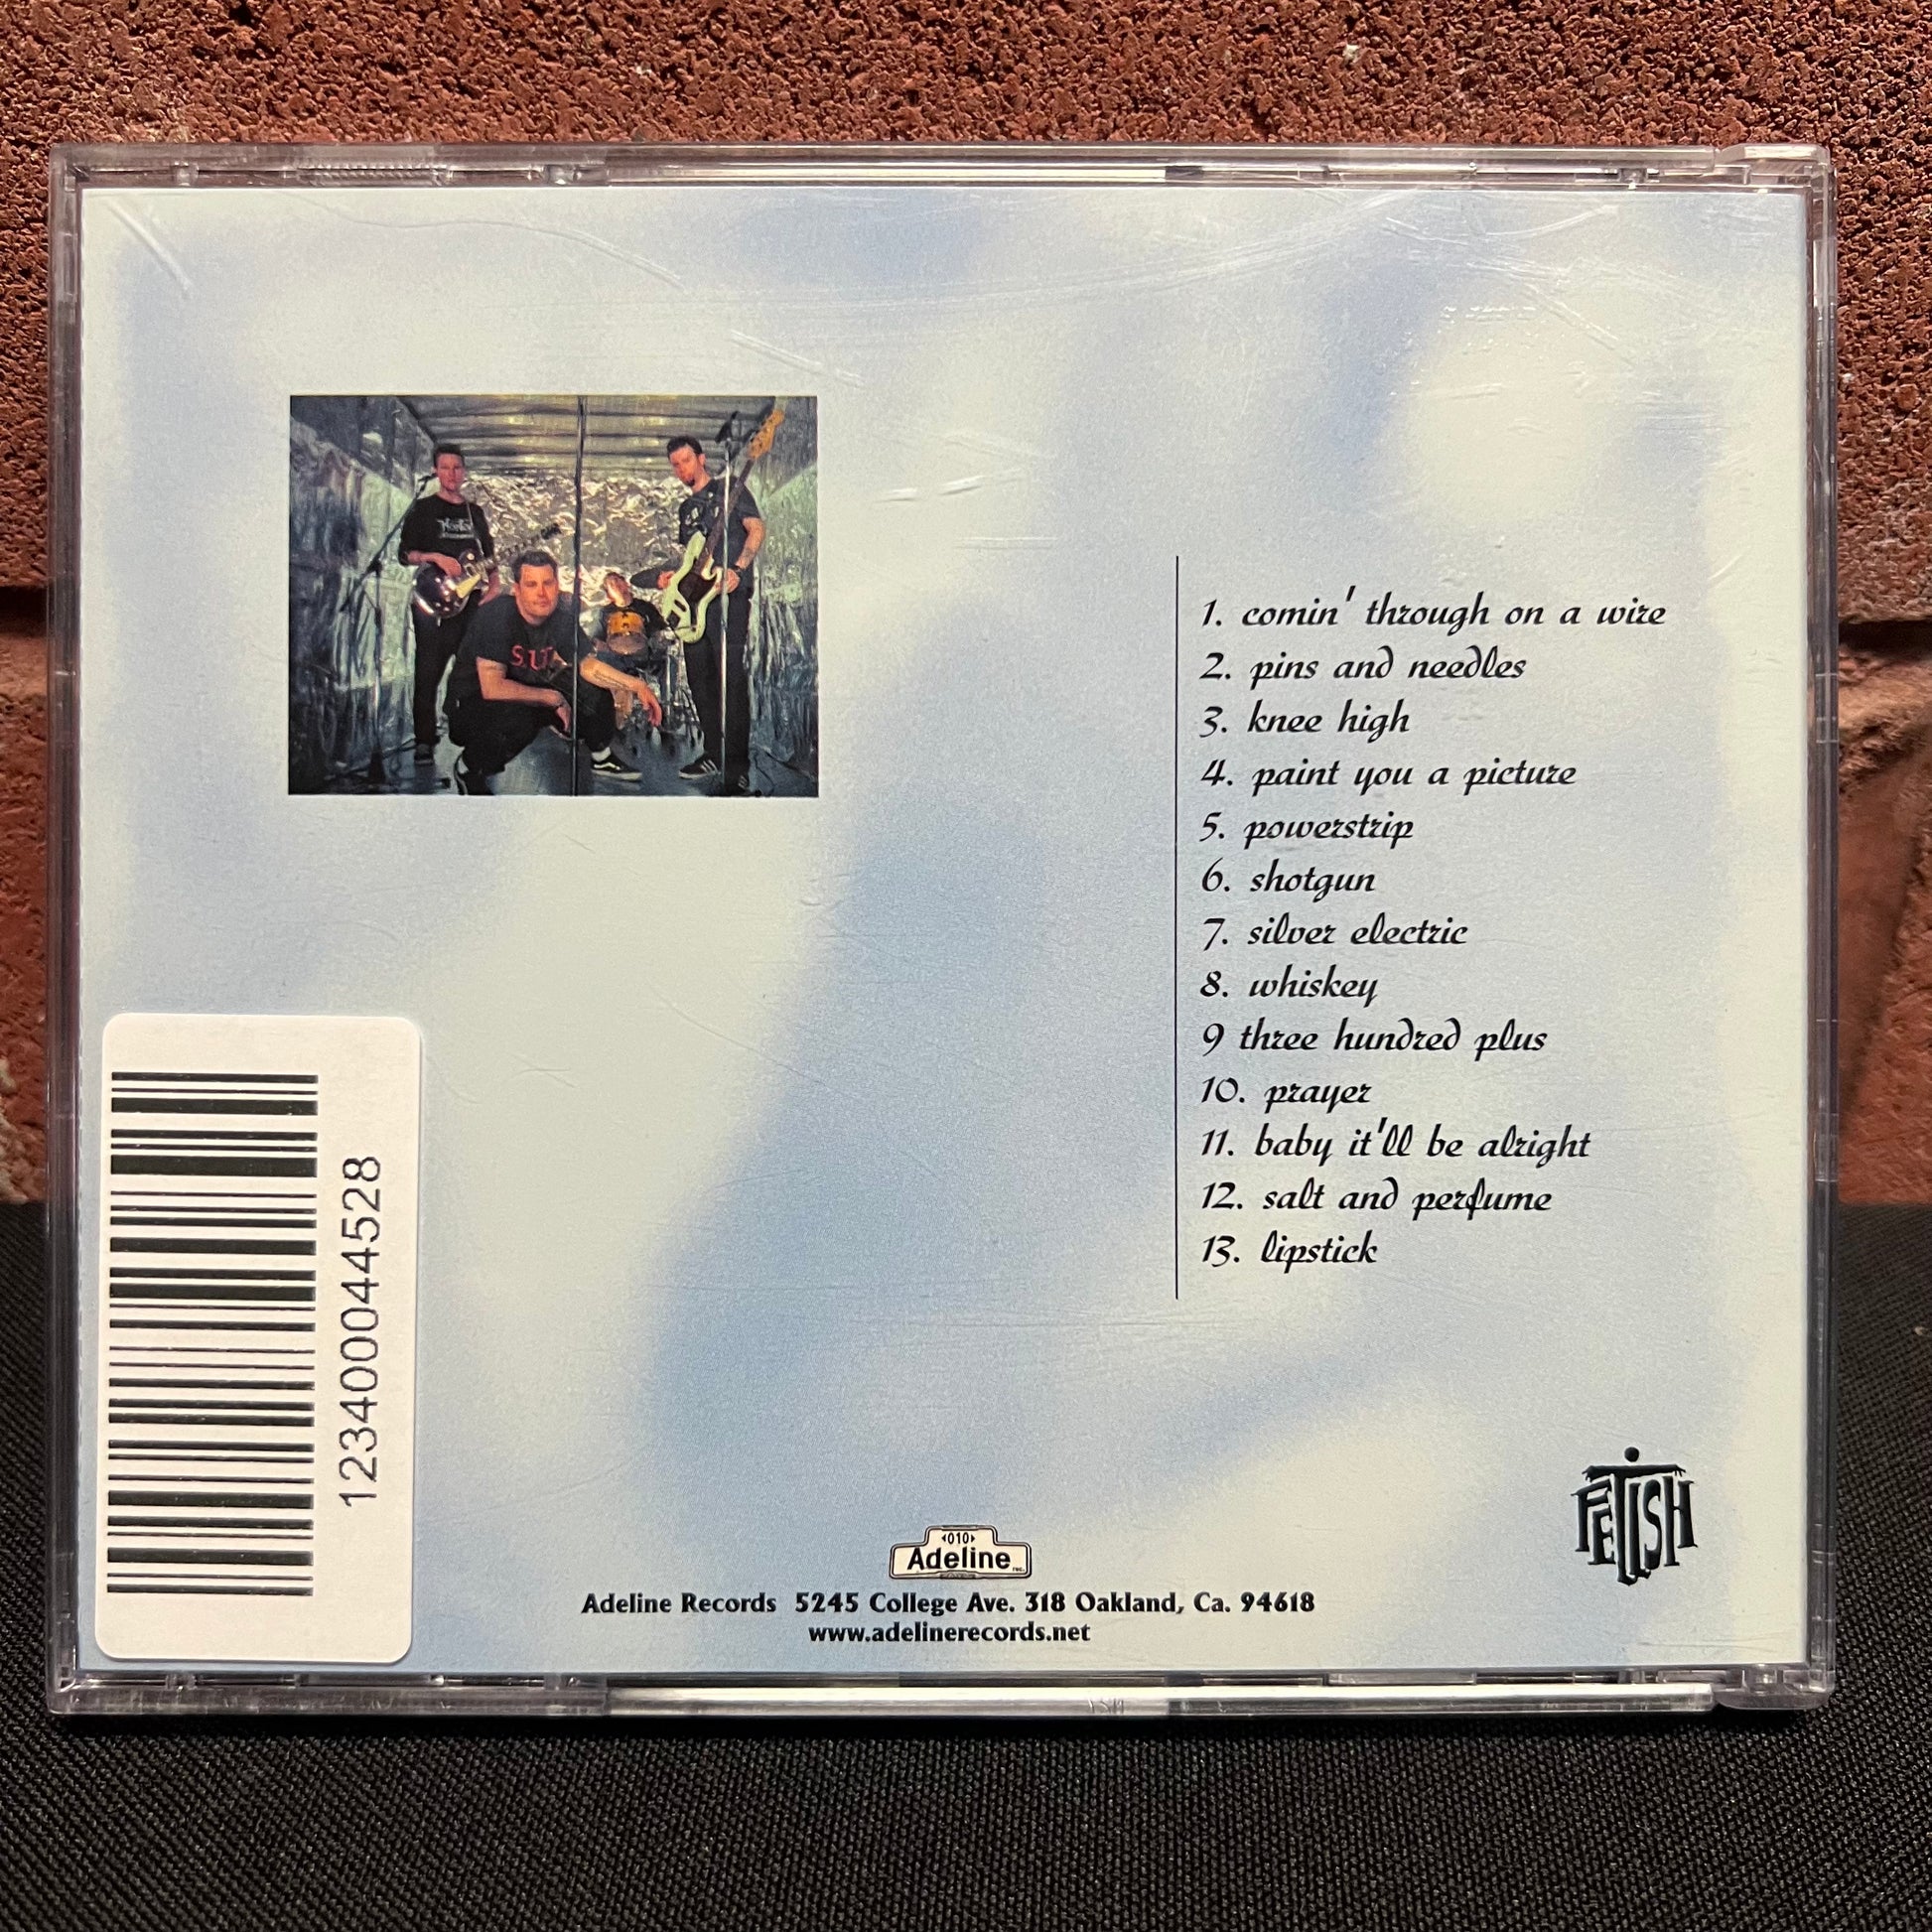 1. comin' through on a wire
2. pins and needles
3. knee high
4. paint you a picture
5. powerstrip
6. shotgun
7. silver electric
8. whiskey
9 three hundred plus
10. prayer
11. baby it'll be alright
12. salt and perfume
13. lipstick
123400044528
FETISH
010
Adeline
Adeline Records 5245 College Ave. 318 Oakland, Ca. 94618
www.adelinerecords.net